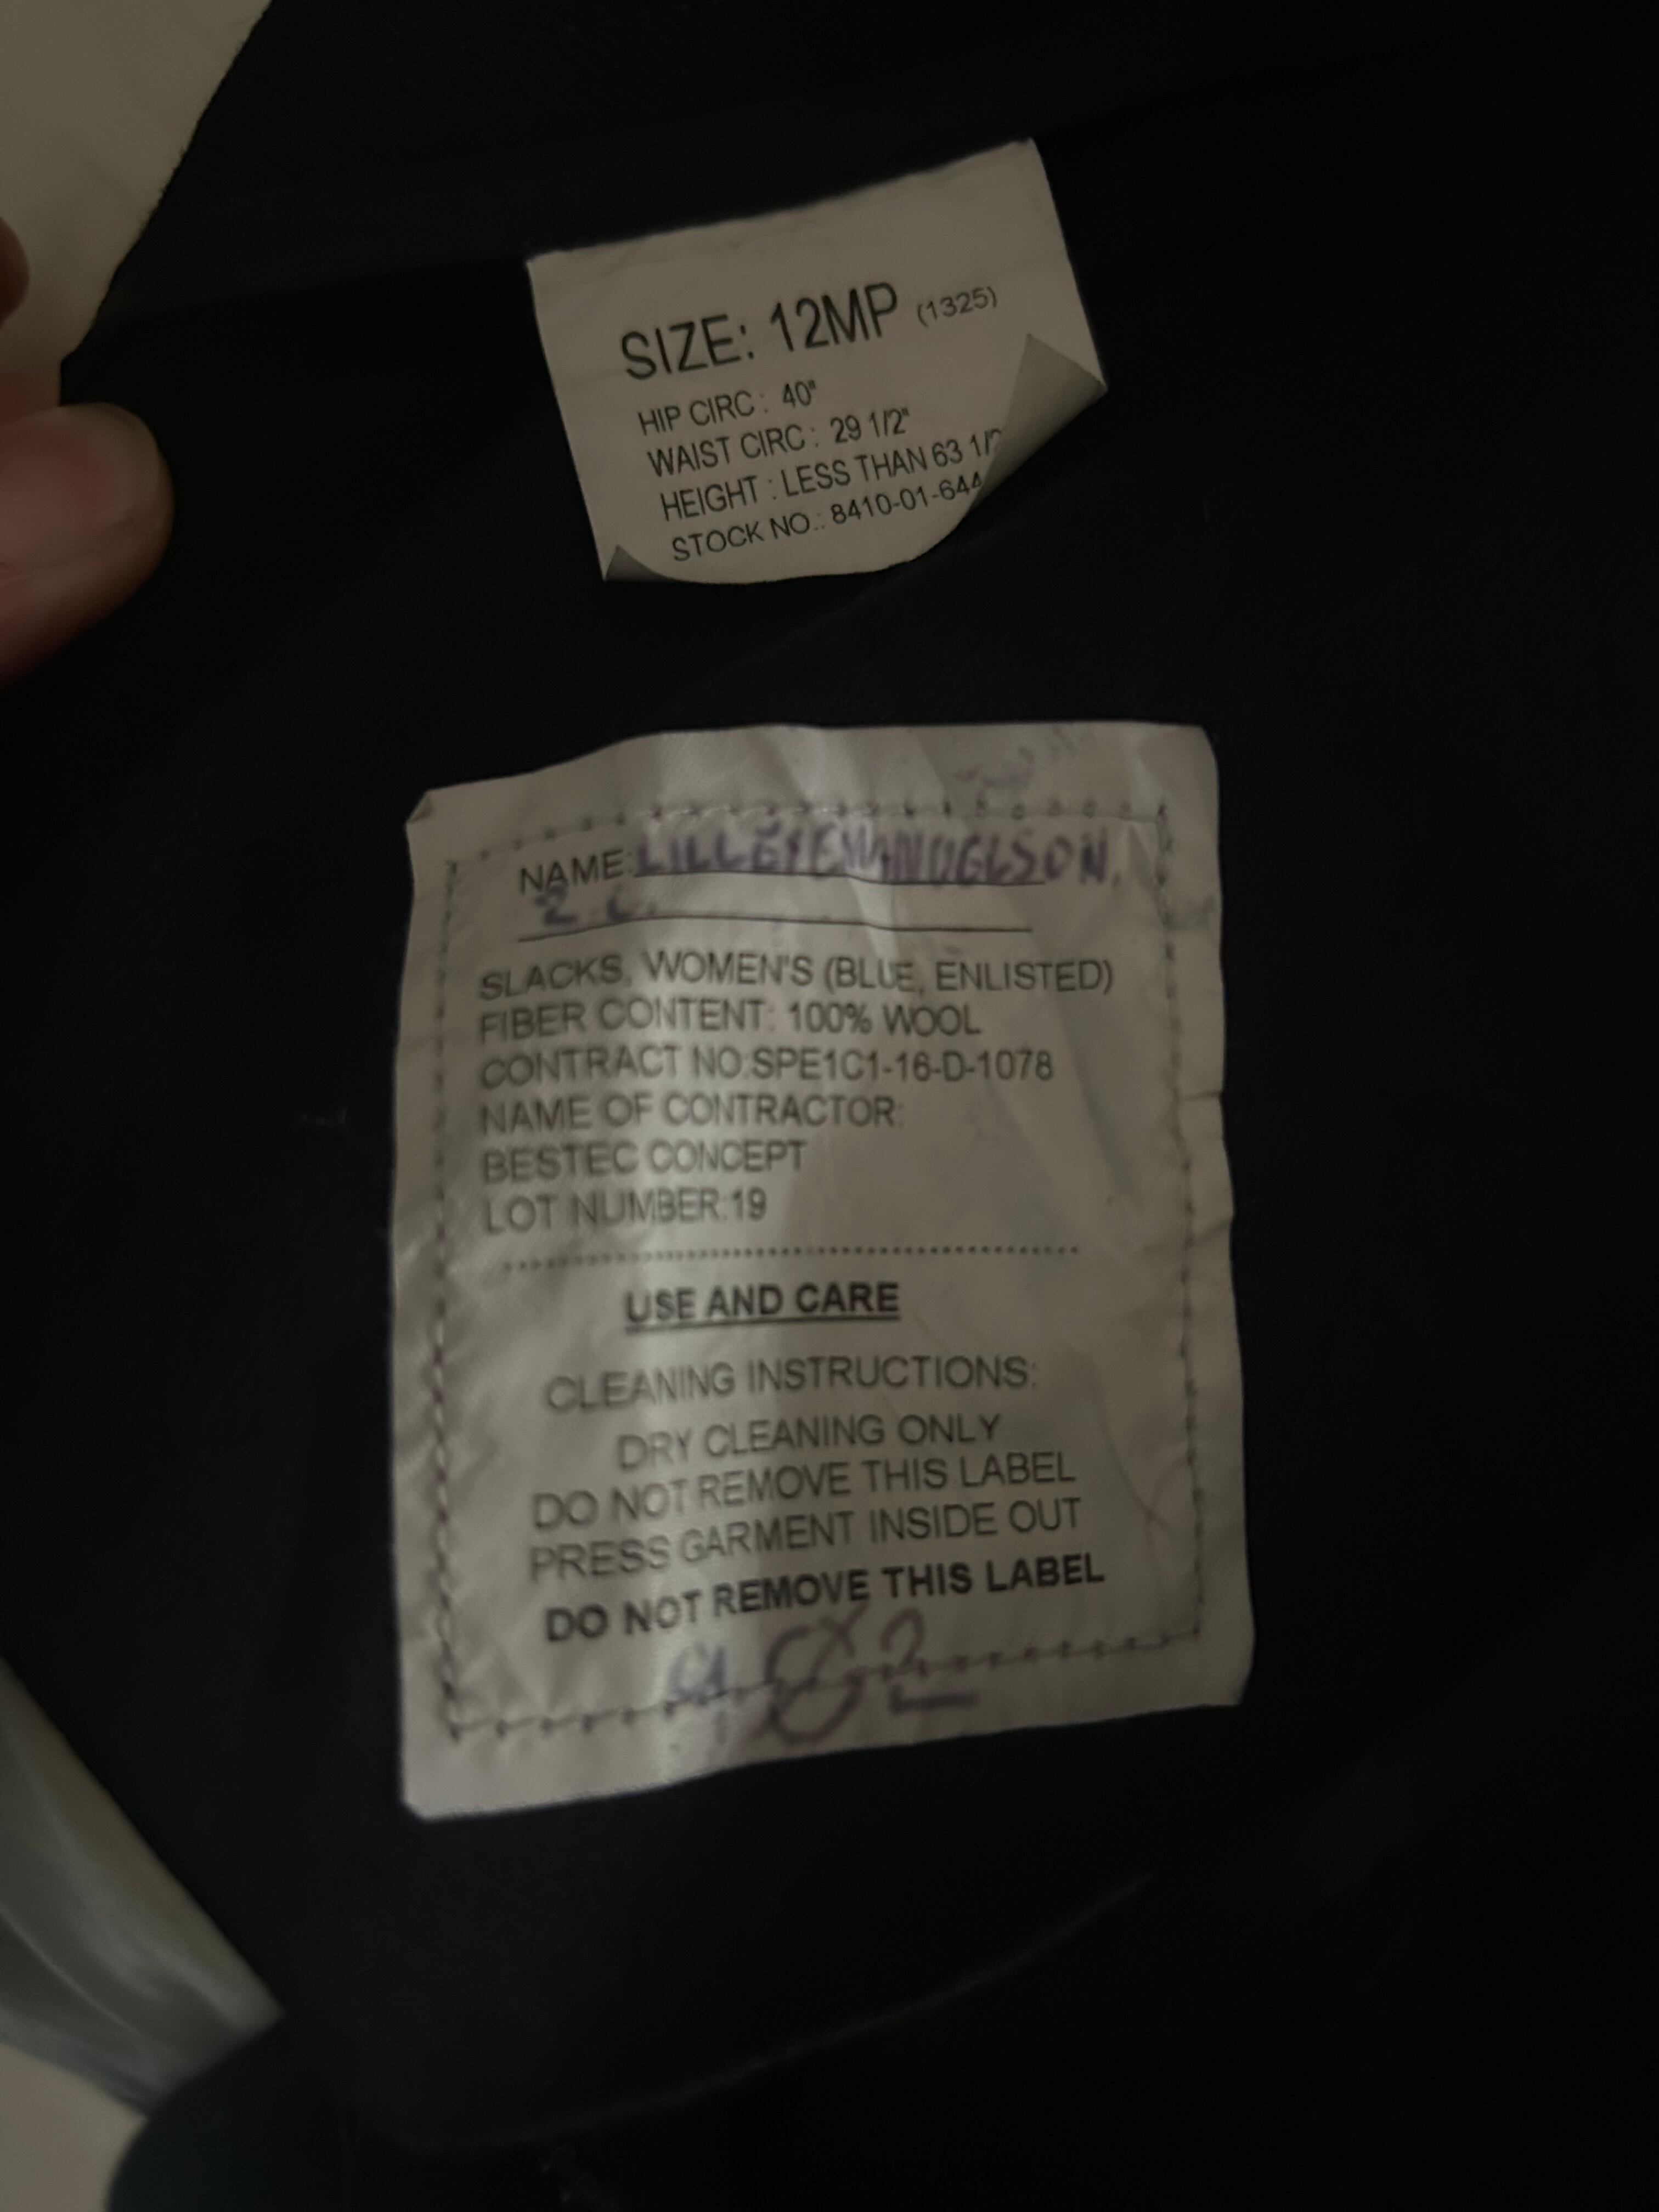 SIZE: 12MP (1325)
HIP CIRC : 40"
WAIST CIRC : 29 1/2"
HEIGHT : LESS THAN 63 1/2
STOCK NO.: 8410-01-644
NAME:
SLACKS, WOMEN'S (BLUE, ENLISTED)
FIBER CONTENT: 100% WOOL
CONTRACT NO:SPE1C1-16-D-1078
NAME OF CONTRACTOR:
BESTEC CONCEPT
LOT NUMBER:19
USE AND CARE
CLEANING INSTRUCTIONS:
DRY CLEANING ONLY
DO NOT REMOVE THIS LABEL
PRESS GARMENT INSIDE OUT
DO NOT REMOVE THIS LABEL